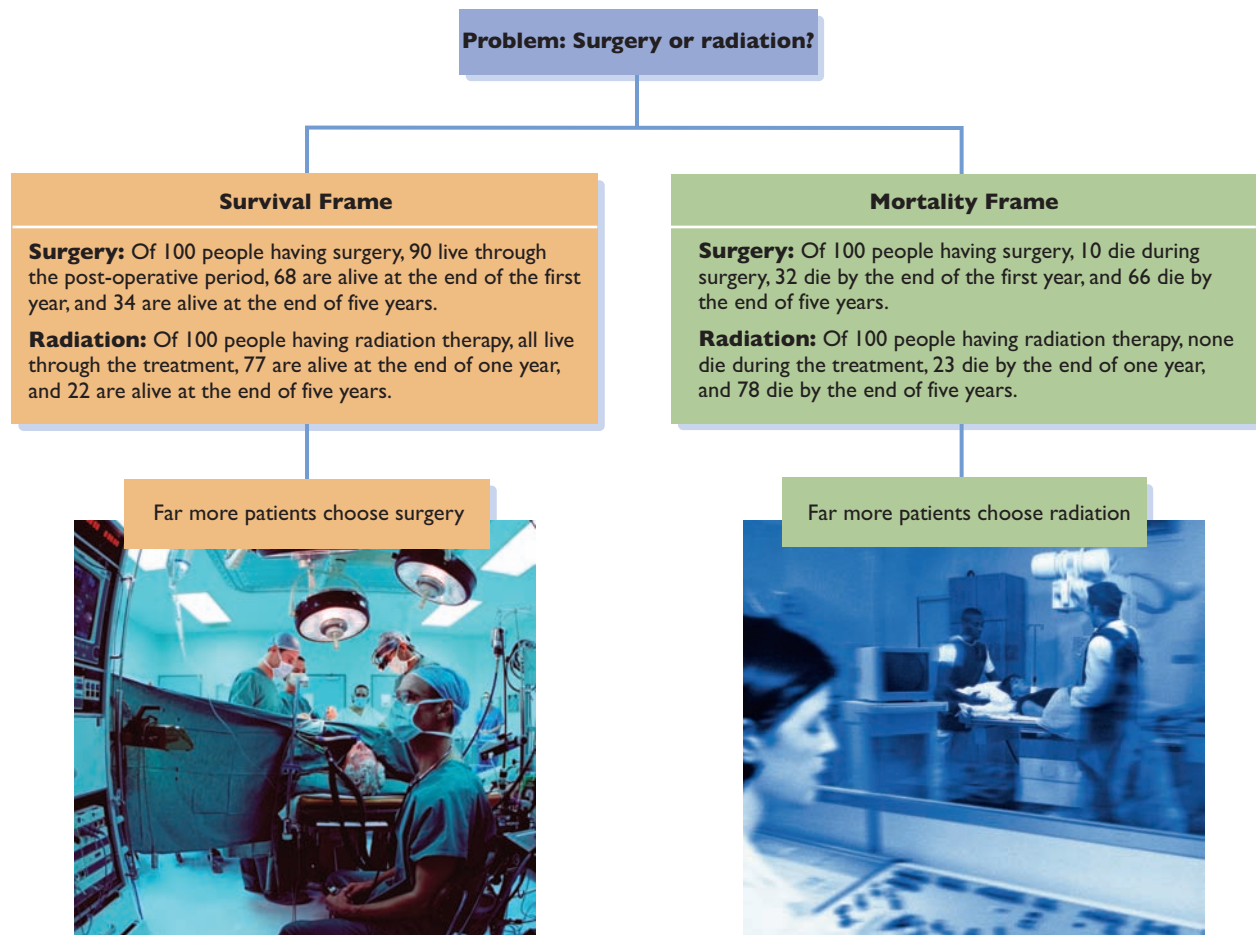 Problem: Surgery or radiation?
Survival Frame
Surgery: Of 100 people having surgery, 90 live through
the post-operative period, 68 are alive at the end of the first
year, and 34 are alive at the end of five years.
Radiation: Of 100 people having radiation therapy, all live
through the treatment, 77 are alive at the end of one year,
and 22 are alive at the end of five years.
Far more patients choose surgery
Mortality Frame
Surgery: Of 100 people having surgery, 10 die during
surgery, 32 die by the end of the first year, and 66 die by
the end of five years.
Radiation: Of 100 people having radiation therapy, none
die during the treatment, 23 die by the end of one year,
and 78 die by the end of five years.
Far more patients choose radiation